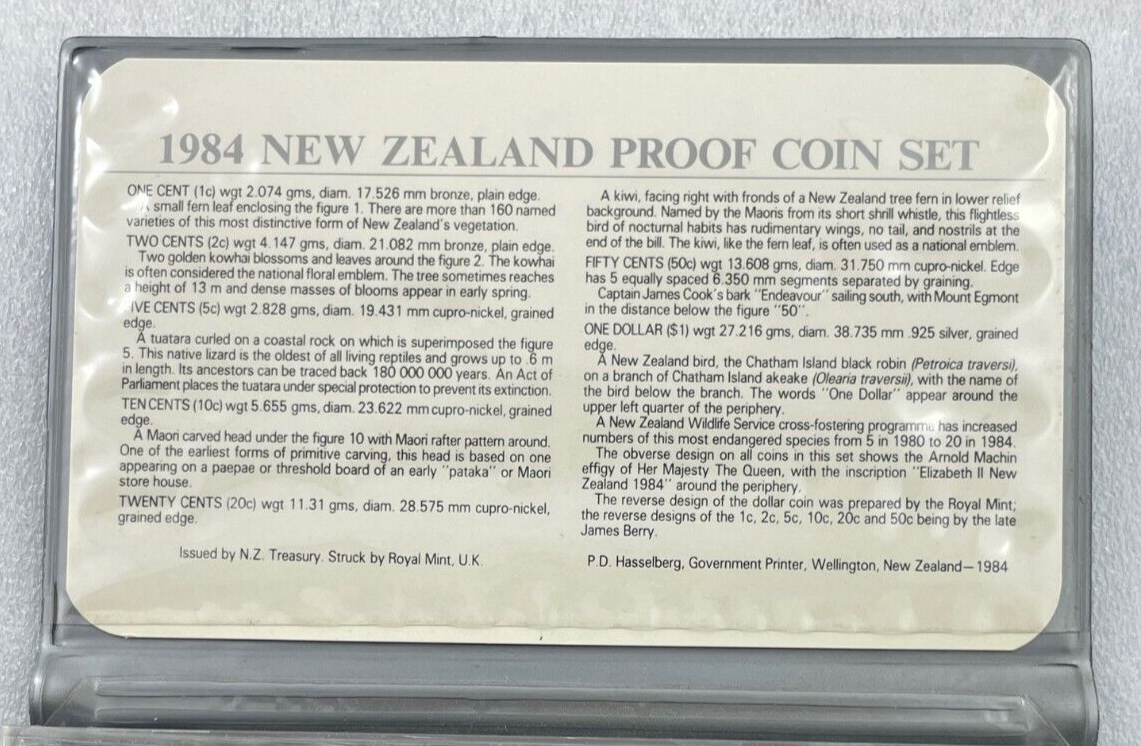 1984 NEW ZEALAND PROOF COIN SET
ONE CENT (1c) wgt 2.074 gms, diam. 17.526 mm bronze, plain edge.
A small fern leaf enclosing the figure 1. There are more than 160 named
varieties of this most distinctive form of New Zealand's vegetation.
TWO CENTS (2c) wgt 4.147 gms, diam. 21.082 mm bronze, plain edge.
Two golden kowhai blossoms and leaves around the figure 2. The kowhai
is often considered the national floral emblem. The tree sometimes reaches
a height of 13 m and dense masses of blooms appear in early spring.
FIVE CENTS (5c) wgt 2.828 gms, diam. 19.431 mm cupro-nickel, grained
edge.
A tuatara curled on a coastal rock on which is superimposed the figure
5. This native lizard is the oldest of all living reptiles and grows up to .6 m
in length. Its ancestors can be traced back 180 000 000 years. An Act of
Parliament places the tuatara under special protection to prevent its extinction.
TEN CENTS (10c) wgt 5.655 gms, diam. 23.622 mm cupro-nickel, grained
edge.
A Maori carved head under the figure 10 with Maori rafter pattern around.
One of the earliest forms of primitive carving, this head is based on one
appearing on a paepae or threshold board of an early "pataka" or Maori
store house.
TWENTY CENTS (20c) wgt 11.31 gms, diam. 28.575 mm cupro-nickel,
grained edge.
Issued by N.Z. Treasury. Struck by Royal Mint, U.K.
A kiwi, facing right with fronds of a New Zealand tree fern in lower relief
background. Named by the Maoris from its short shrill whistle, this flightless
bird of nocturnal habits has rudimentary wings, no tail, and nostrils at the
end of the bill. The kiwi, like the fern leaf, is often used as a national emblem.
FIFTY CENTS (50c) wgt 13.608 gms, diam. 31.750 mm cupro-nickel. Edge
has 5 equally spaced 6.350 mm segments separated by graining.
Captain James Cook's bark "Endeavour" sailing south, with Mount Egmont
in the distance below the figure "50".
ONE DOLLAR ($1) wgt 27.216 gms, diam. 38.735 mm .925 silver, grained
edge.
A New Zealand bird, the Chatham Island black robin (Petroica traversi),
on a branch of Chatham Island akeake (Olearia traversii), with the name of
the bird below the branch. The words "One Dollar" appear around the
upper left quarter of the periphery.
A New Zealand Wildlife Service cross-fostering programme has increased
numbers of this most endangered species from 5 in 1980 to 20 in 1984.
The obverse design on all coins in this set shows the Arnold Machin
effigy of Her Majesty The Queen, with the inscription "Elizabeth II New
Zealand 1984" around the periphery.
The reverse design of the dollar coin was prepared by the Royal Mint;
the reverse designs of the 1c, 2c, 5c, 10c, 20c and 50c being by the late
James Berry.
P.D. Hasselberg, Government Printer, Wellington, New Zealand—1984